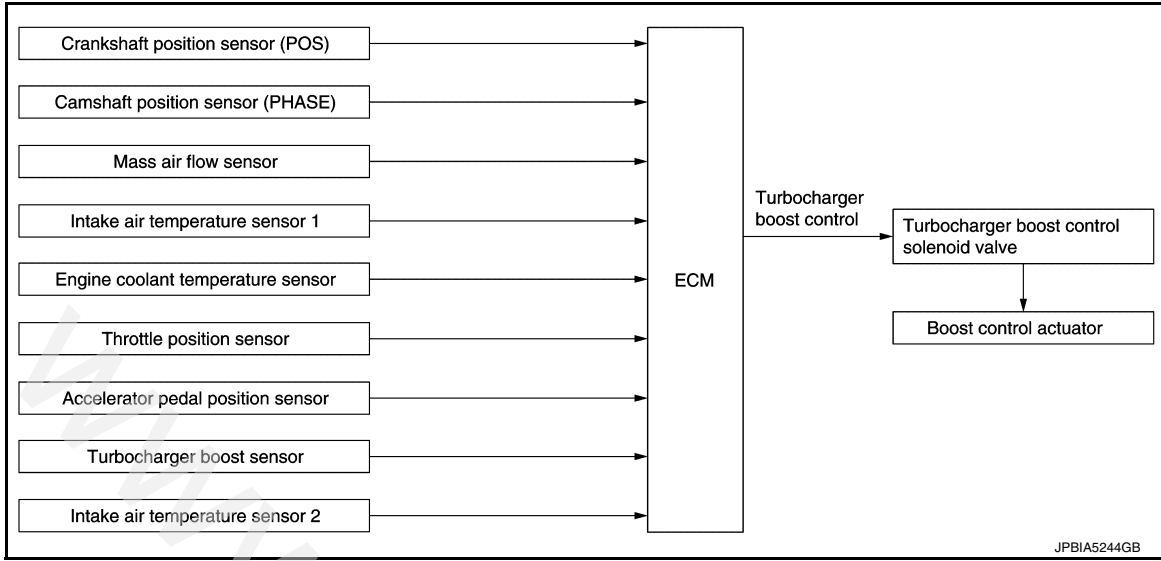 Crankshaft position sensor (POS)
Camshaft position sensor (PHASE)
Mass air flow sensor
Intake air temperature sensor 1
Engine coolant temperature sensor
Throttle position sensor
Accelerator pedal position sensor
Turbocharger boost sensor
Intake air temperature sensor 2
ECM
Turbocharger
boost control
Turbocharger boost control
solenoid valve
Boost control actuator
JPBIA5244GB
www